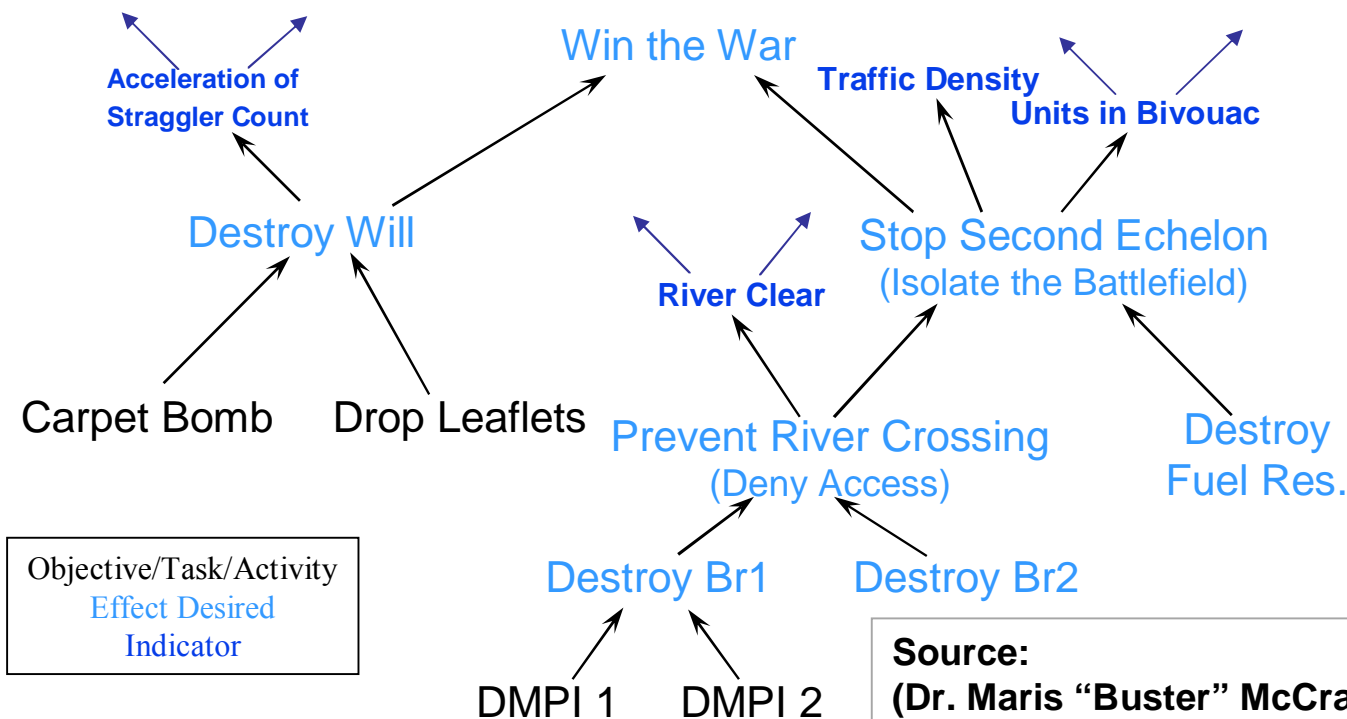 Win the War
Acceleration of
Straggler Count
Traffic Density
Units in Bivouac
Destroy Will
Stop Second Echelon
(Isolate the Battlefield)
River Clear
Carpet Bomb
Drop Leaflets
Prevent River Crossing
(Deny Access)
Destroy
Fuel Res.
Objective/Task/Activity
Effect Desired
Indicator
Destroy Br1
Destroy Br2
DMPI 1
DMPI 2
Source:
(Dr. Maris “Buster” McCra